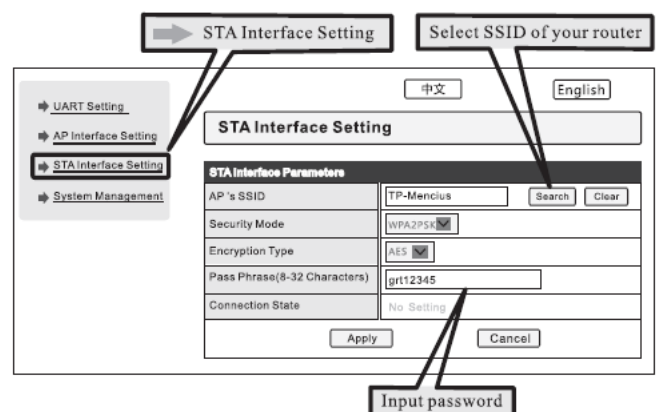 STA Interface Setting
Select SSID of your router
中文
English
UART Setting
AP Interface Setting
STA Interface Setting
System Management
STA Interface Setting
STA Interface Parameters
AP 's SSID
TP-Mencius
Search
Clear
Security Mode
WPA2PSK
Encryption Type
AES
Pass Phrase(8-32 Characters)
grt12345
Connection State
No Setting
Apply
Cancel
Input password